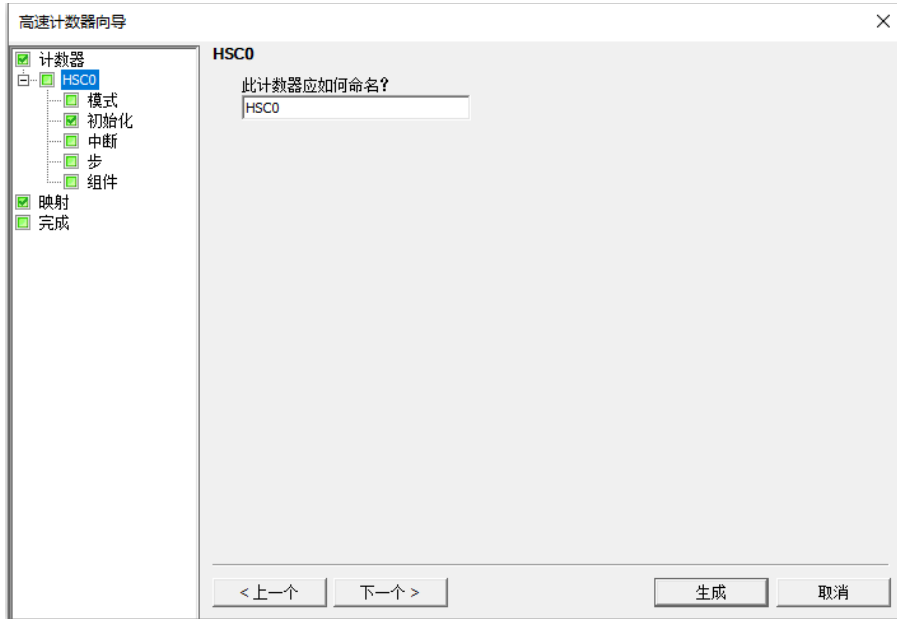 高速计数器向导
计数器
HSC0
模式
初始化
中断
步
组件
映射
完成
HSC0
此计数器应如何命名?
HSC0
<上一个
下一个>
生成
取消